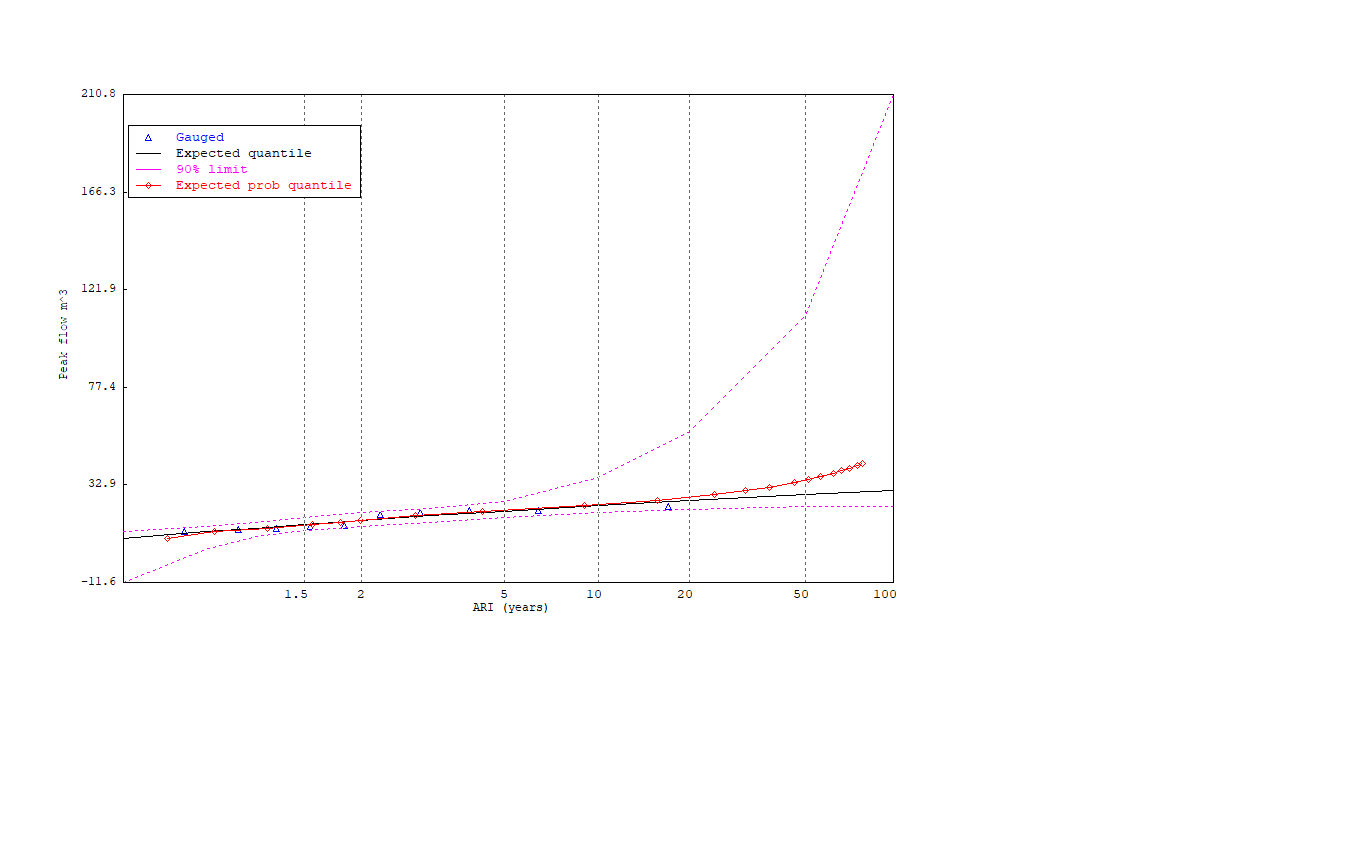 210.8
Gauged
Expected quantile
90% limit
Expected prob quantile
166.3
121.9
Peak flow m^3
77.4
32.9
-11.6
1.5 2 5 10 20 50 100
ARI (years)